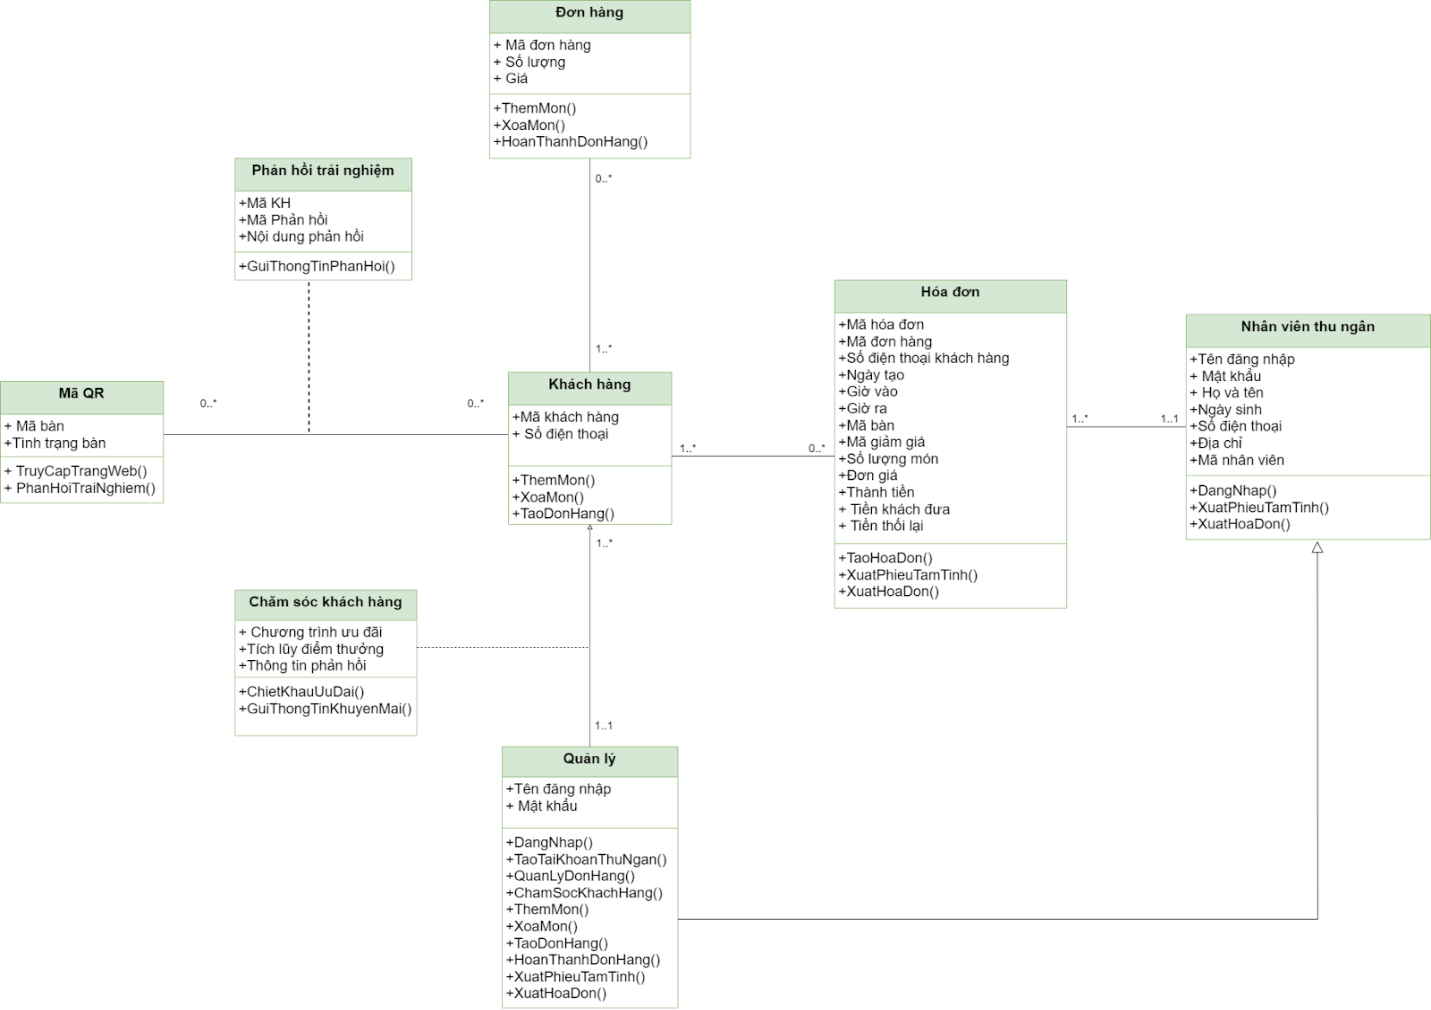 Đơn hàng
+ Mã đơn hàng
+ Số lượng
+ Giá
+ThemMon()
+XoaMon()
+HoanThanhDonHang()
0..*
1..*
Phản hồi trải nghiệm
+Mã KH
+Mã Phản hồi
+Nội dung phản hồi
+GuiThongTinPhanHoi()
Mã QR
+ Mã bàn
+Tình trạng bàn
+ TruyCapTrangWeb()
+ PhanHoiTraiNghiem()
0..*
0..*
Khách hàng
+Mã khách hàng
+ Số điện thoại
+ThemMon()
+XoaMon()
+TaoDonHang()
1..*
0..*
Hóa đơn
+Mã hóa đơn
+Mã đơn hàng
+Số điện thoại khách hàng
+Ngày tạo
+Giờ vào
+Giờ ra
+Mã bàn
+Mã giảm giá
+Số lượng món
+Đơn giá
+Thành tiền
+ Tiền khách đưa
+ Tiền thối lại
+TaoHoaDon()
+XuatPhieuTamTinh()
+XuatHoaDon()
1..*
1..1
Nhân viên thu ngân
+Tên đăng nhập
+ Mật khẩu
+ Họ và tên
+Ngày sinh
+Số điện thoại
+Địa chỉ
+Mã nhân viên
+DangNhap()
+XuatPhieuTamTinh()
+XuatHoaDon()
1..*
Chăm sóc khách hàng
+ Chương trình ưu đãi
+Tích lũy điểm thưởng
+Thông tin phản hồi
+ChietKhauUuDai()
+GuiThongTinKhuyenMai()
1..1
Quản lý
+Tên đăng nhập
+ Mật khẩu
+DangNhap()
+TaoTaiKhoanThuNgan()
+QuanLyDonHang()
+ChamSocKhachHang()
+ThemMon()
+XoaMon()
+TaoDonHang()
+HoanThanhDonHang()
+XuatPhieuTamTinh()
+XuatHoaDon()